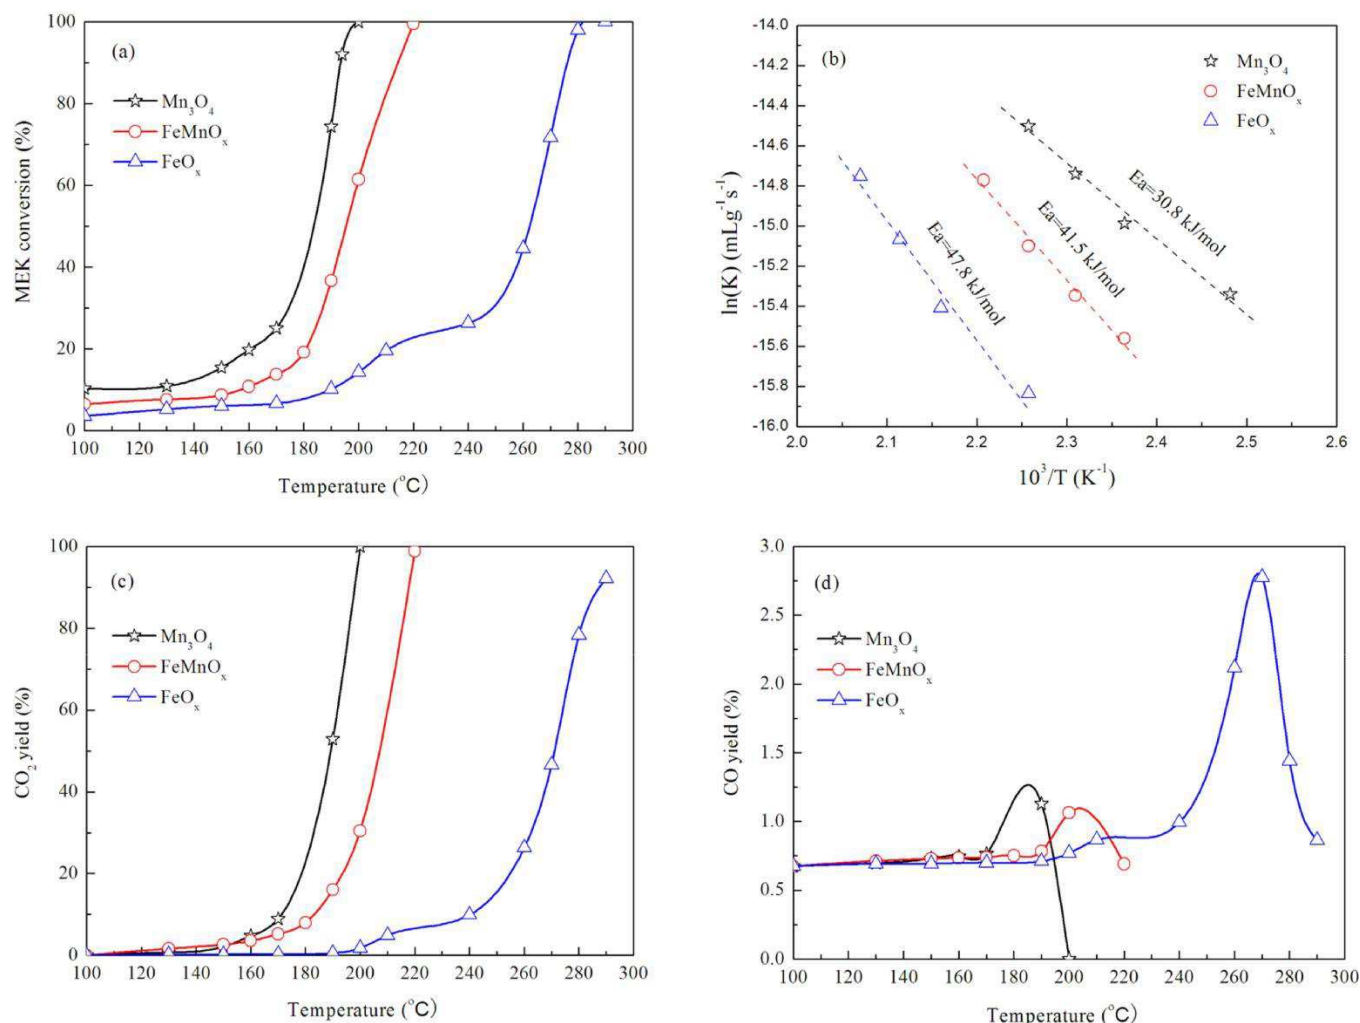 (a)
Mn₃O₄
FeMnOₓ
FeOₓ
MEK conversion (%)
100
80
60
40
20
0
100 120 140 160 180 200 220 240 260 280 300
Temperature (°C)
(b)
Mn₃O₄
FeMnOₓ
FeOₓ
Ea=30.8 kJ/mol
Ea=41.5 kJ/mol
Ea=47.8 kJ/mol
ln(K) (mLg⁻¹s⁻¹)
-14.0
-14.4
-14.6
-14.8
-15.0
-15.2
-15.4
-15.6
-15.8
-16.0
2.0 2.1 2.2 2.3 2.4 2.5 2.6
10³/T (K⁻¹)
(c)
Mn₃O₄
FeMnOₓ
FeOₓ
CO₂ yield (%)
100
80
60
40
20
0
100 120 140 160 180 200 220 240 260 280 300
Temperature (°C)
(d)
Mn₃O₄
FeMnOₓ
FeOₓ
CO yield (%)
3.0
2.5
2.0
1.5
1.0
0.5
0.0
100 120 140 160 180 200 220 240 260 280 300
Temperature (°C)